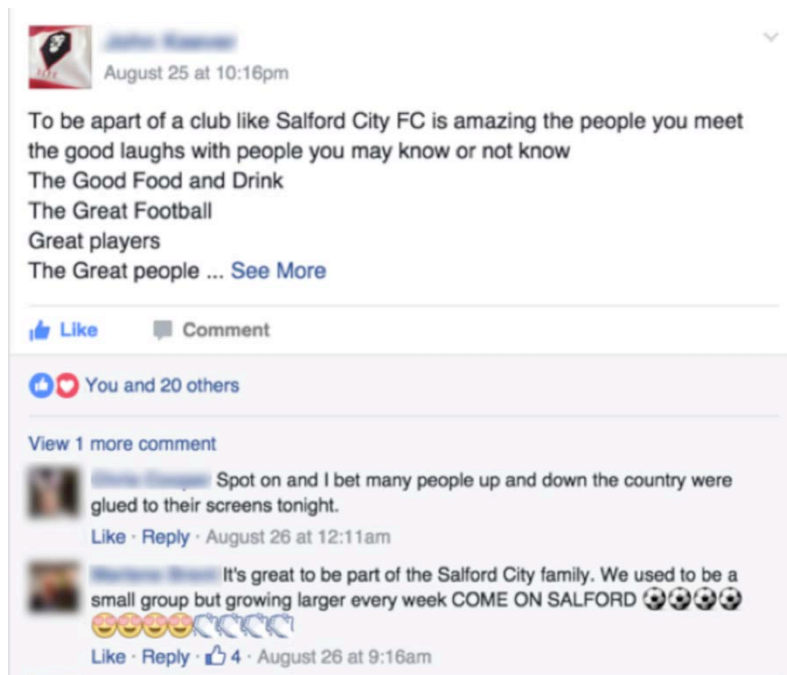 August 25 at 10:16pm
To be apart of a club like Salford City FC is amazing the people you meet
the good laughs with people you may know or not know
The Good Food and Drink
The Great Football
Great players
The Great people ... See More
Like Comment
You and 20 others
View 1 more comment
Spot on and I bet many people up and down the country were
glued to their screens tonight.
Like · Reply · August 26 at 12:11am
It's great to be part of the Salford City family. We used to be a
small group but growing larger every week COME ON SALFORD ⚽⚽⚽⚽
😍😍😍😍🌊🌊🌊🌊
Like · Reply · 4 · August 26 at 9:16am